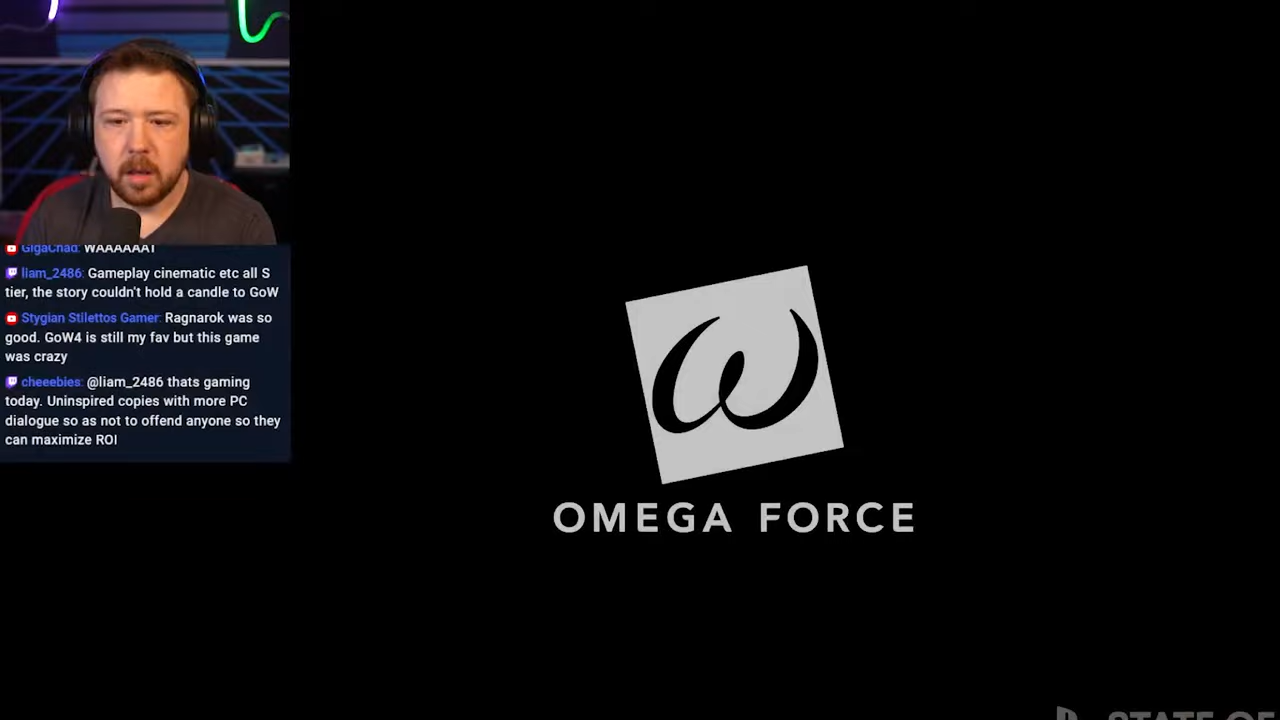 GigaChad: WAAAAAAT
liam_2486: Gameplay cinematic etc all S
tier, the story couldn't hold a candle to GoW
Stygian Stilettos Gamer: Ragnarok was so
good. GoW4 is still my fav but this game
was crazy
cheeebies: @liam_2486 thats gaming
today. Uninspired copies with more PC
dialogue so as not to offend anyone so they
can maximize ROI
OMEGA FORCE
STATE OF